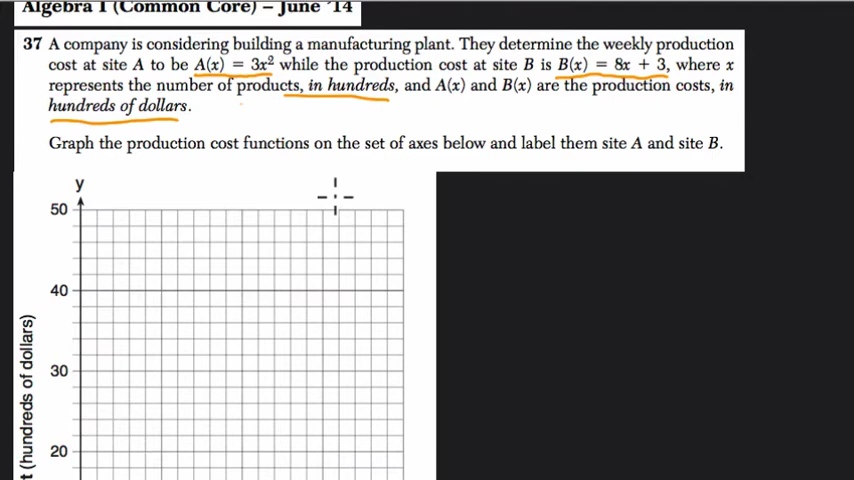 Algebra I (Common Core) – June '14
37 A company is considering building a manufacturing plant. They determine the weekly production
cost at site A to be A(x) = 3x² while the production cost at site B is B(x) = 8x + 3, where x
represents the number of products, in hundreds, and A(x) and B(x) are the production costs, in
hundreds of dollars.
Graph the production cost functions on the set of axes below and label them site A and site B.
y
50
40
30
20
t (hundreds of dollars)